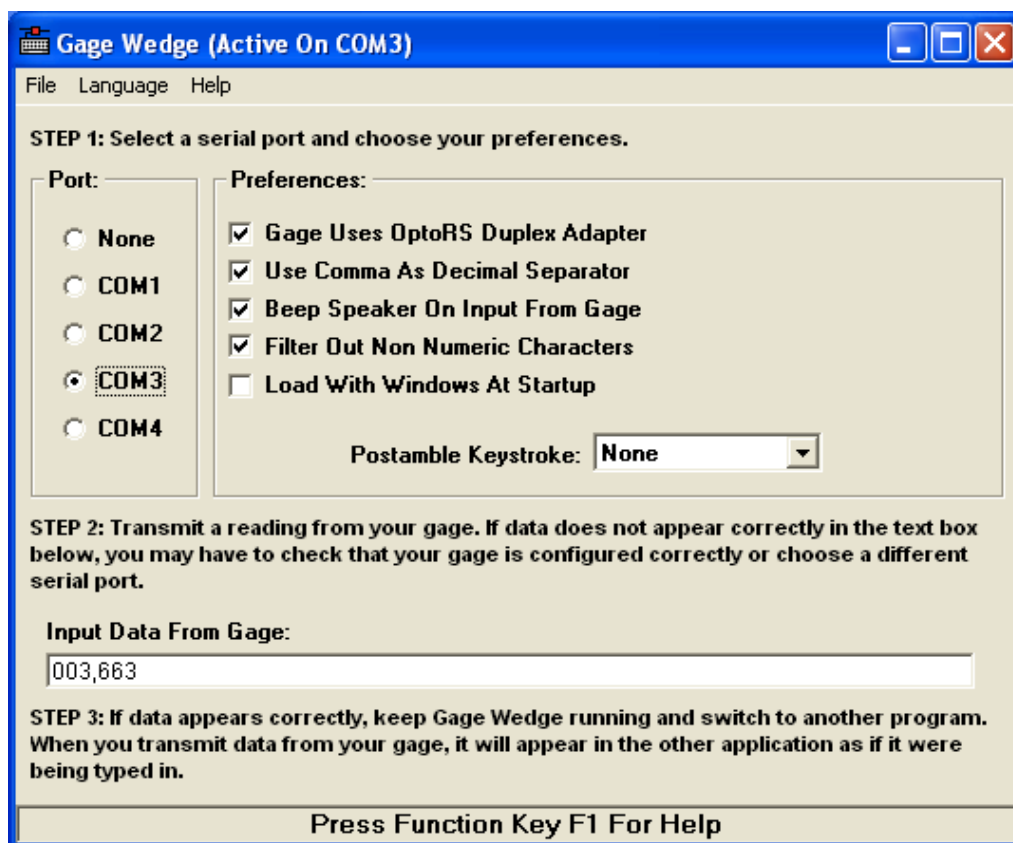 Gage Wedge (Active On COM3)
File Language Help
STEP 1: Select a serial port and choose your preferences.
Port:
None
COM1
COM2
COM3
COM4
Preferences:
Gage Uses OptoRS Duplex Adapter
Use Comma As Decimal Separator
Beep Speaker On Input From Gage
Filter Out Non Numeric Characters
Load With Windows At Startup
Postamble Keystroke: None
STEP 2: Transmit a reading from your gage. If data does not appear correctly in the text box
below, you may have to check that your gage is configured correctly or choose a different
serial port.
Input Data From Gage:
003,663
STEP 3: If data appears correctly, keep Gage Wedge running and switch to another program.
When you transmit data from your gage, it will appear in the other application as if it were
being typed in.
Press Function Key F1 For Help